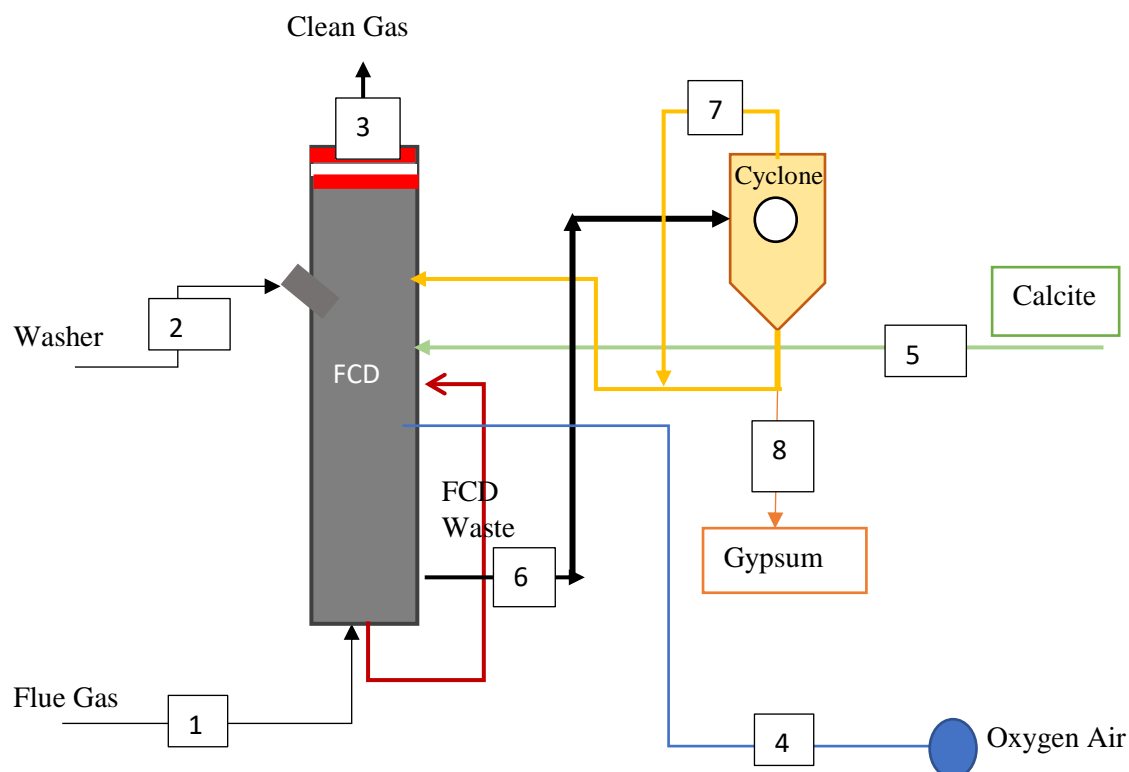 Clean Gas
3
7
Cyclone
Calcite
2
Washer
5
FCD
8
FCD
Waste
Gypsum
6
Flue Gas
1
4
Oxygen Air